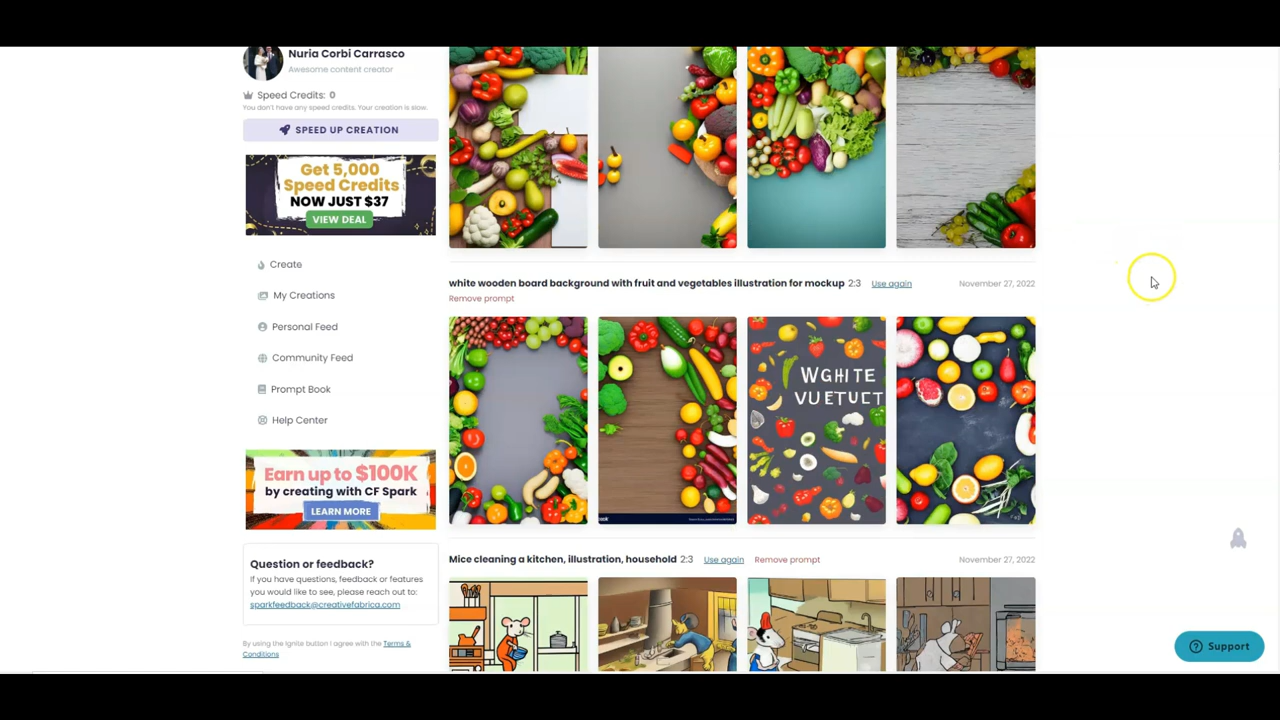 Nuria Corbi Carrasco
Awesome content creator
Speed Credits: 0
You don't have any speed credits. Your creation is slow.
SPEED UP CREATION
Get 5,000
Speed Credits
NOW JUST $37
VIEW DEAL
Create
My Creations
Personal Feed
Community Feed
Prompt Book
Help Center
Earn up to $100K
by creating with CF Spark
LEARN MORE
Question or feedback?
If you have questions, feedback or features
you would like to see, please reach out to:
sparkfeedback@creativefabrica.com
By using the Ignite button I agree with the Terms &
Conditions
white wooden board background with fruit and vegetables illustration for mockup 2:3 Use again November 27, 2022
Remove prompt
WGHITE
VUETUCT
Mice cleaning a kitchen, illustration, household 2:3 Use again Remove prompt November 27, 2022
Support